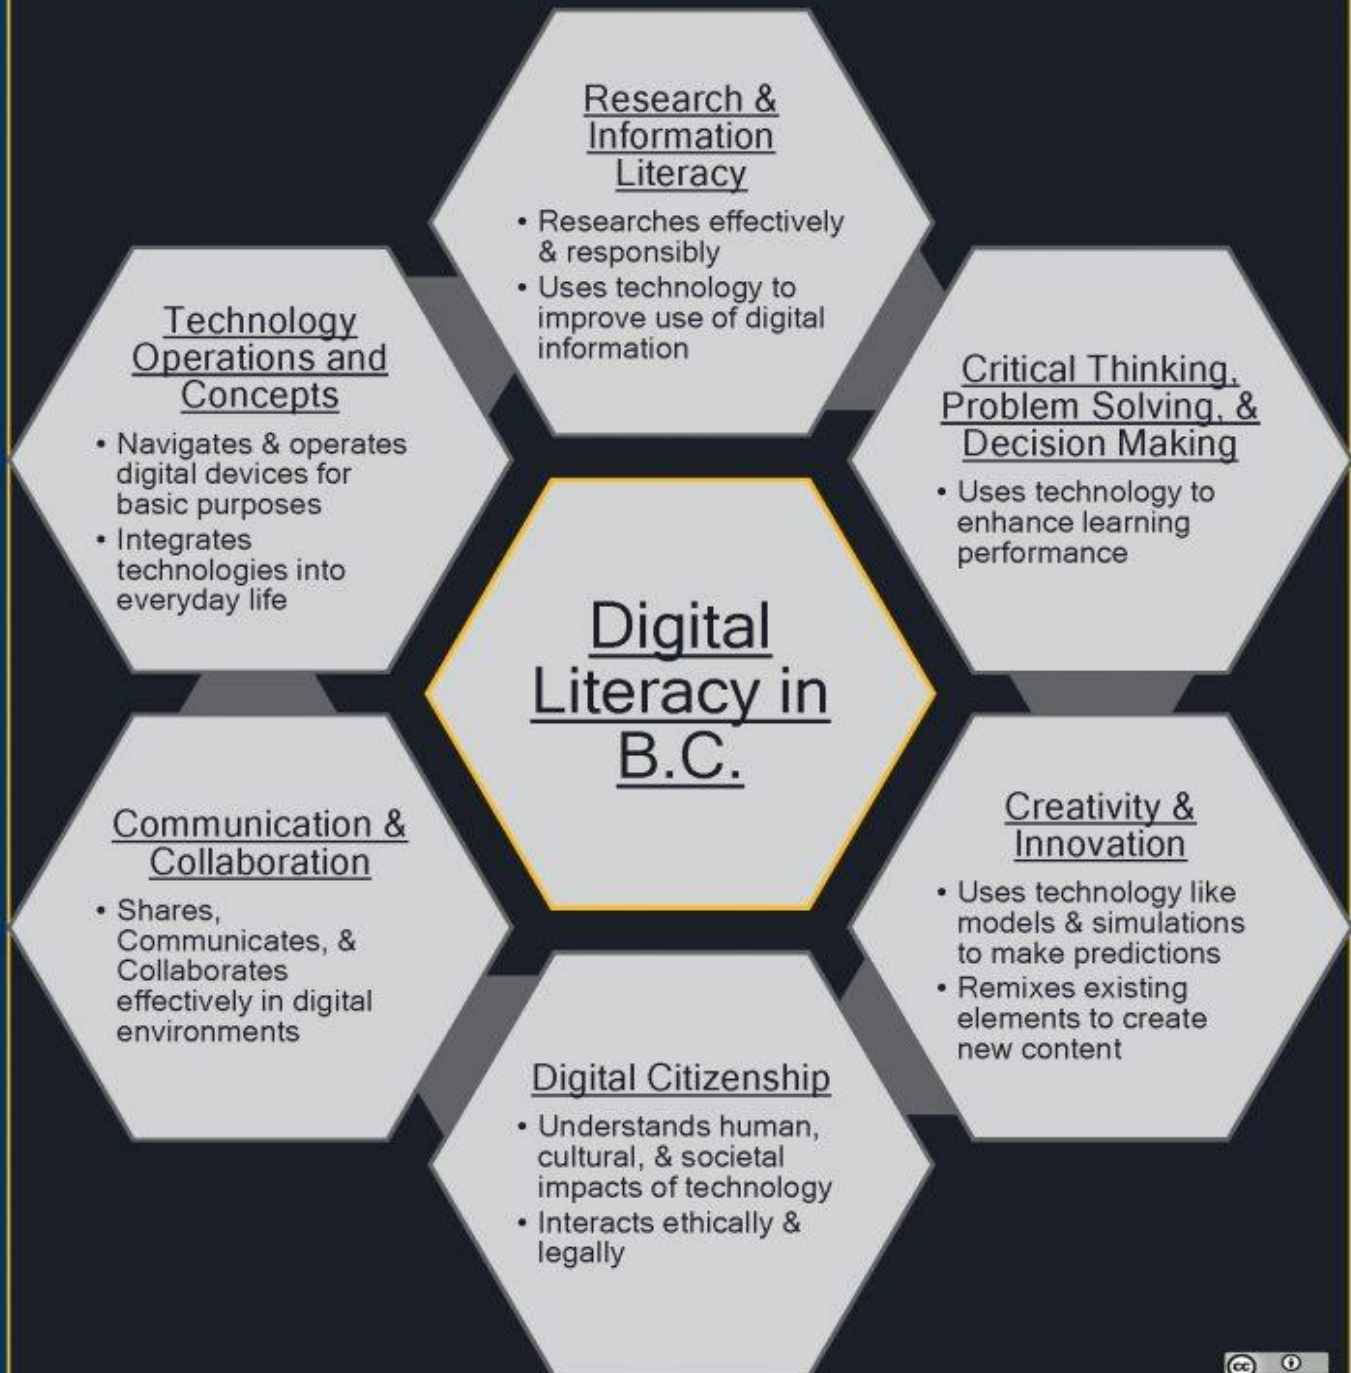 Research &
Information
Literacy
• Researches effectively
& responsibly
• Uses technology to
improve use of digital
information
Critical Thinking,
Problem Solving, &
Decision Making
• Uses technology to
enhance learning
performance
Creativity &
Innovation
• Uses technology like
models & simulations
to make predictions
• Remixes existing
elements to create
new content
Digital Citizenship
• Understands human,
cultural, & societal
impacts of technology
• Interacts ethically &
legally
Communication &
Collaboration
• Shares,
Communicates, &
Collaborates
effectively in digital
environments
Technology
Operations and
Concepts
• Navigates & operates
digital devices for
basic purposes
• Integrates
technologies into
everyday life
Digital
Literacy in
B.C.
cc